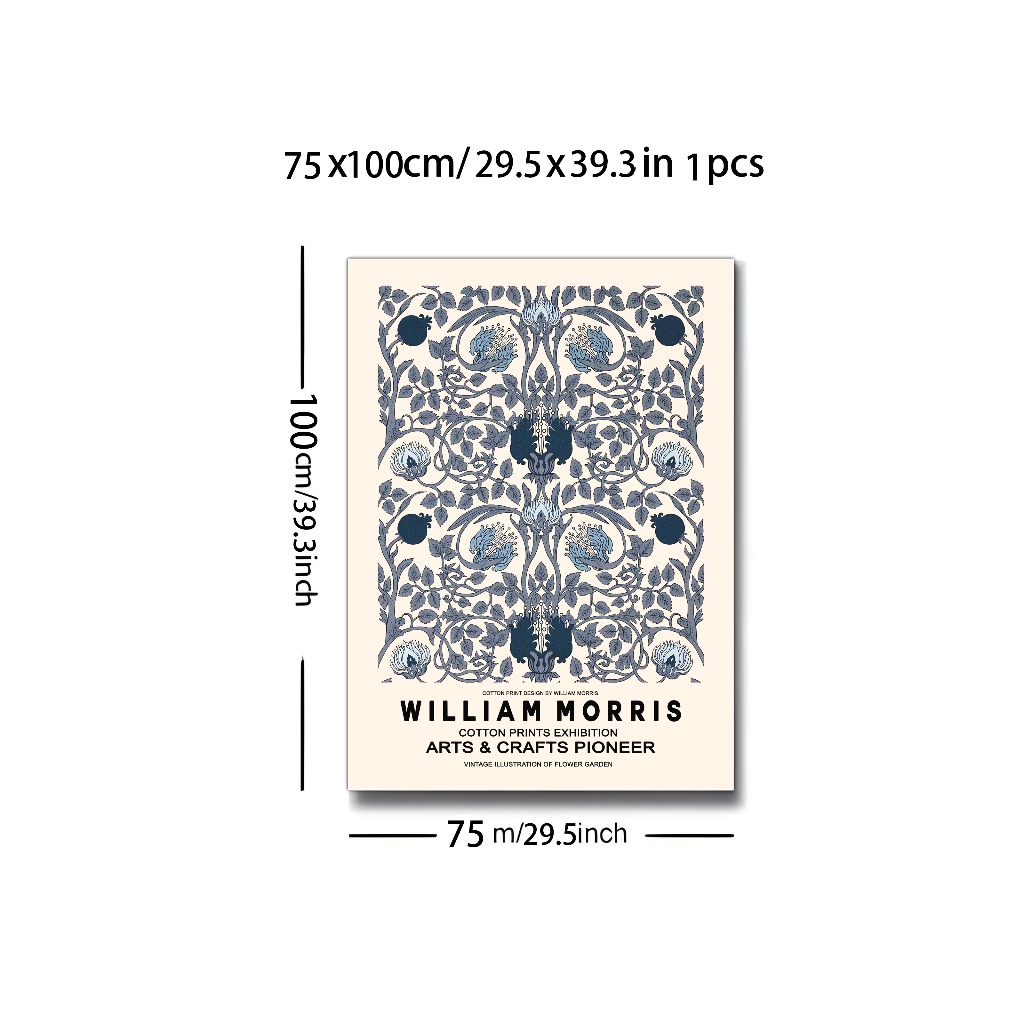 75x100cm/29.5x39.3in 1pcs
100cm/39.3inch
COTTON PRINT DESIGN BY WILLIAM MORRIS
WILLIAM MORRIS
COTTON PRINTS EXHIBITION
ARTS & CRAFTS PIONEER
VINTAGE ILLUSTRATION OF FLOWER GARDEN
75 m/29.5inch